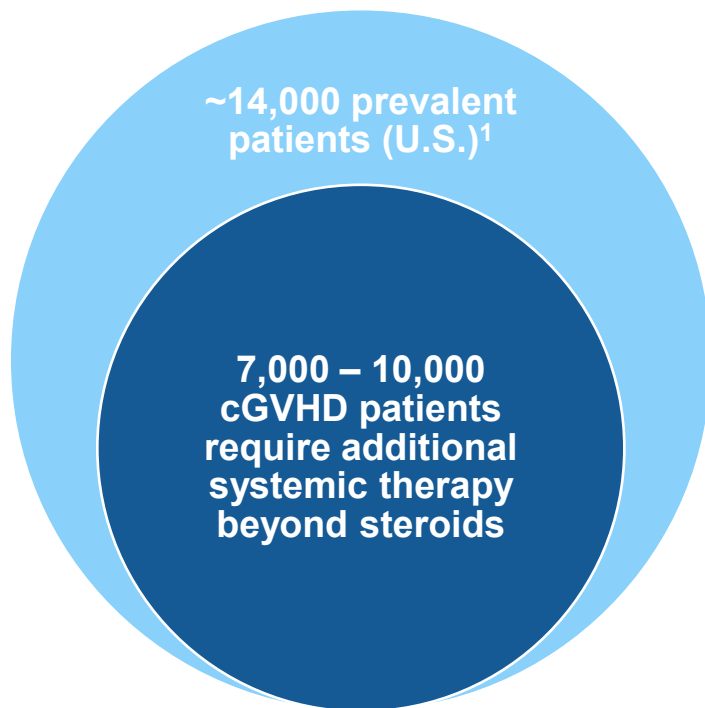 ~14,000 prevalent
patients (U.S.)¹
7,000 – 10,000
cGVHD patients
require additional
systemic therapy
beyond steroids